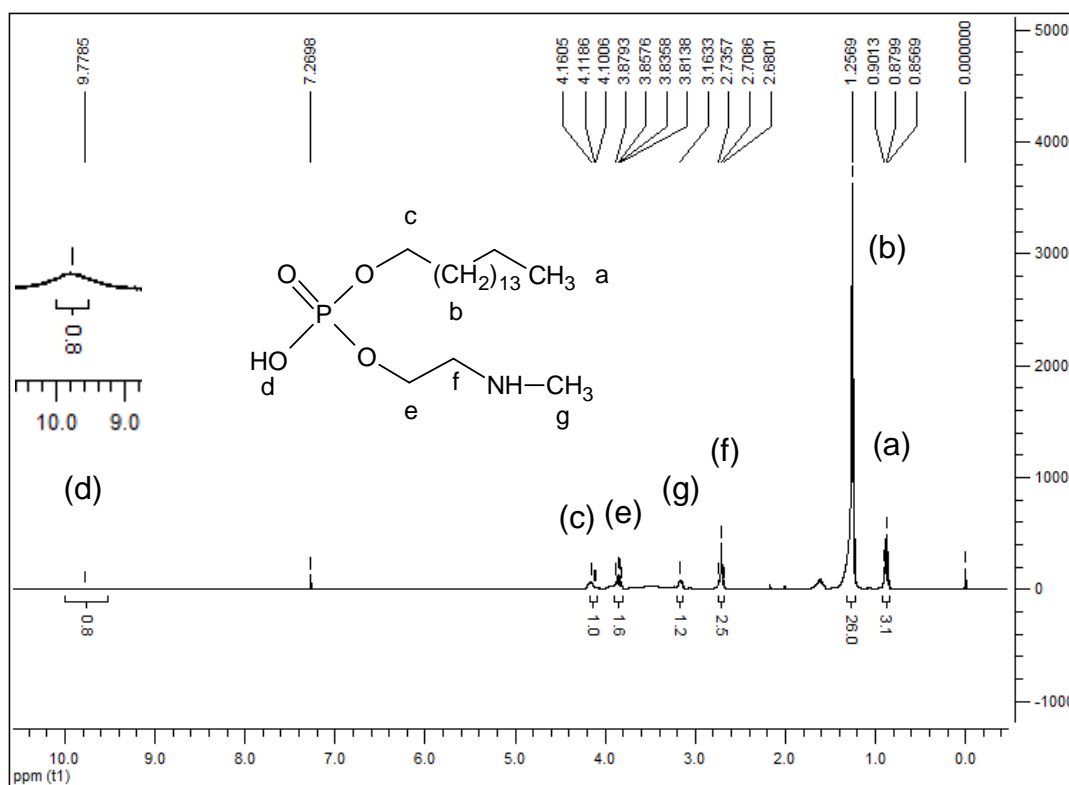 9.7785
7.2698
4.1605
4.1186
4.1006
3.8793
3.8576
3.8358
3.8138
3.1633
2.7357
2.7086
2.6801
1.2569
0.9013
0.8799
0.8569
0.000000
5000
4000
3000
2000
1000
0
-1000
0.8
10.0 9.0
c
O
O
(CH2)13 CH3 a
P
b
HO
O
d
f
NH CH3
e
g
(b)
(a)
(f)
(d)
(g)
(c)
(e)
0.8
1.0
1.6
1.2
2.5
26.0
3.1
10.0 9.0 8.0 7.0 6.0 5.0 4.0 3.0 2.0 1.0 0.0
ppm (t1)